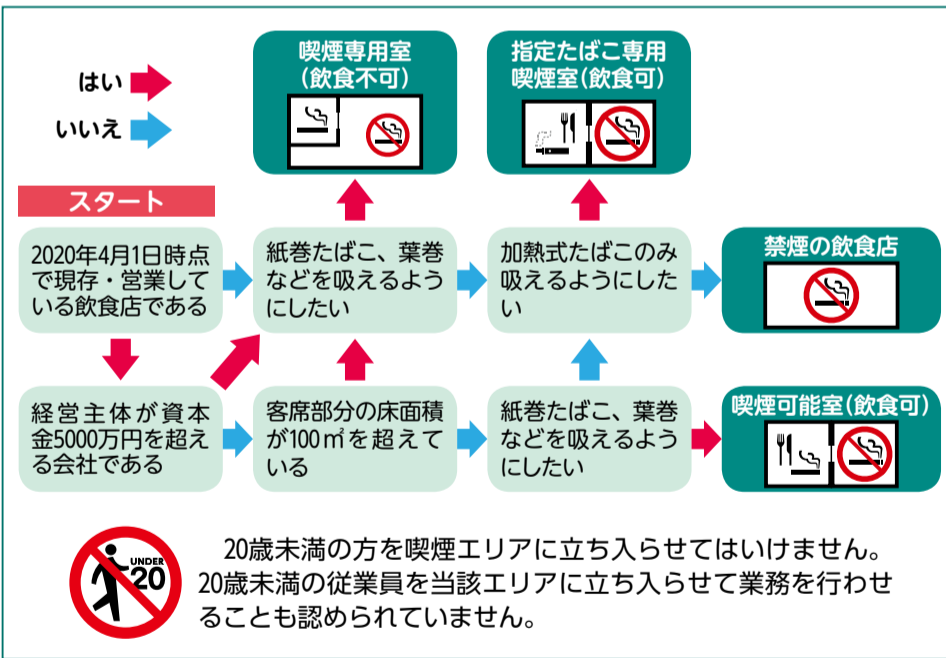 はい
いいえ
喫煙専用室
(飲食不可)
指定たばこ専用
喫煙室(飲食可)
スタート
2020年4月1日時点
で現存・営業して
いる飲食店である
紙巻たばこ、葉巻
などを吸えるよう
にしたい
加熱式たばこのみ
吸えるようにした
い
禁煙の飲食店
経営主体が資本
金5000万円を超え
る会社である
客席部分の床面積
が100㎡を超えて
いる
紙巻たばこ、葉巻
などを吸えるよう
にしたい
喫煙可能室(飲食可)
UNDER
20
20歳未満の方を喫煙エリアに立ち入らせてはいけません。
20歳未満の従業員を当該エリアに立ち入らせて業務を行わせ
ることも認められていません。